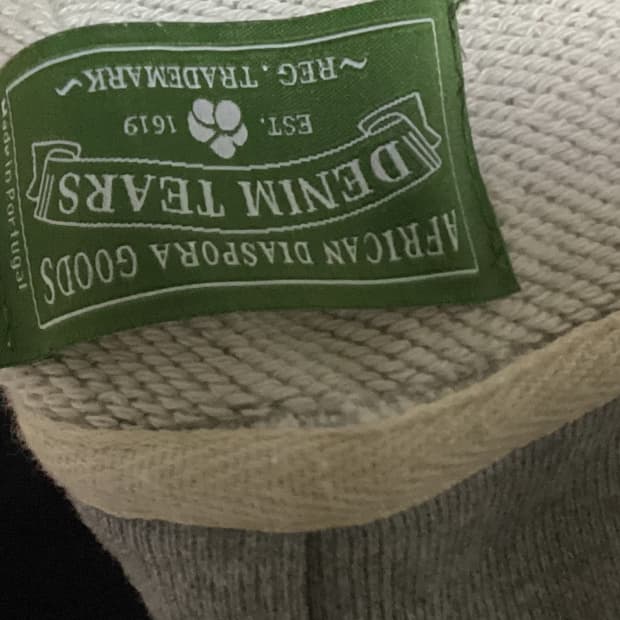 AFRICAN DIASPORA GOODS
DENIM TEARS
EST. 1619
~REG. TRADEMARK~
Made in Portugal